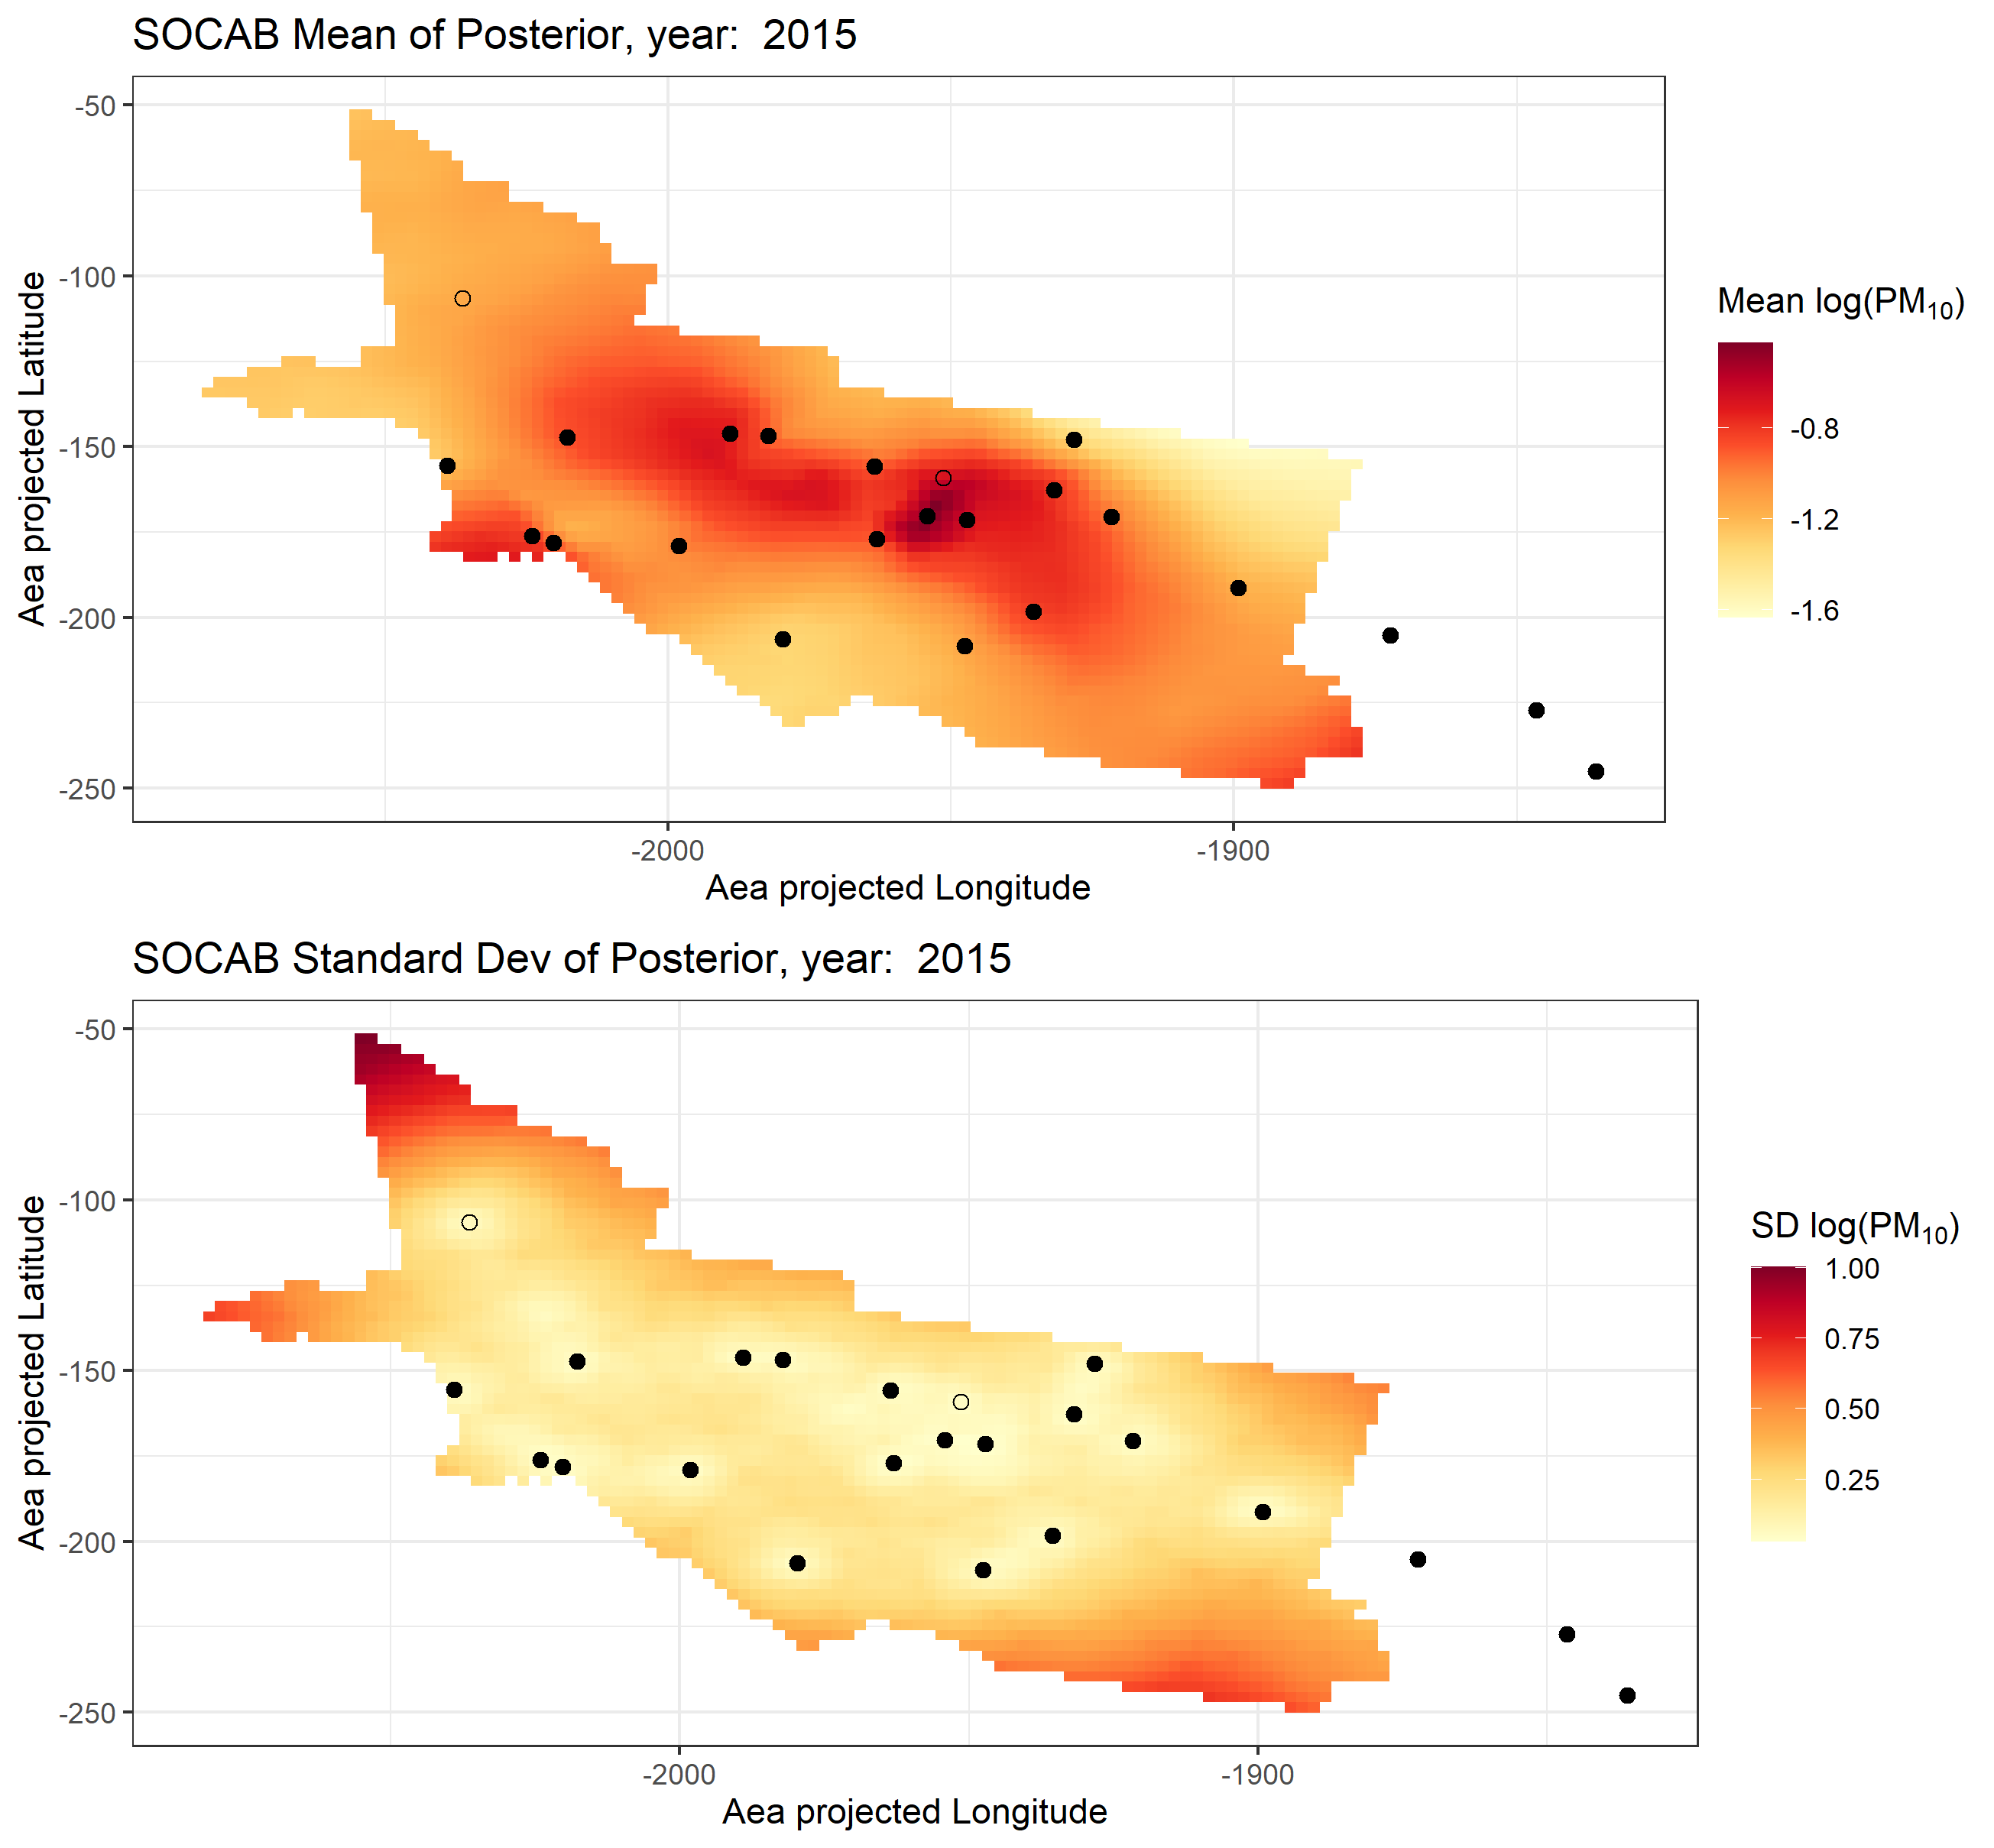 SOCAB Mean of Posterior, year:  2015
-50
-100
-150
-200
-250
Aea projected Latitude
-2000
-1900
Aea projected Longitude
Mean log(PM₁₀)
-0.8
-1.2
-1.6
SOCAB Standard Dev of Posterior, year:  2015
-50
-100
-150
-200
-250
Aea projected Latitude
-2000
-1900
Aea projected Longitude
SD log(PM₁₀)
1.00
0.75
0.50
0.25